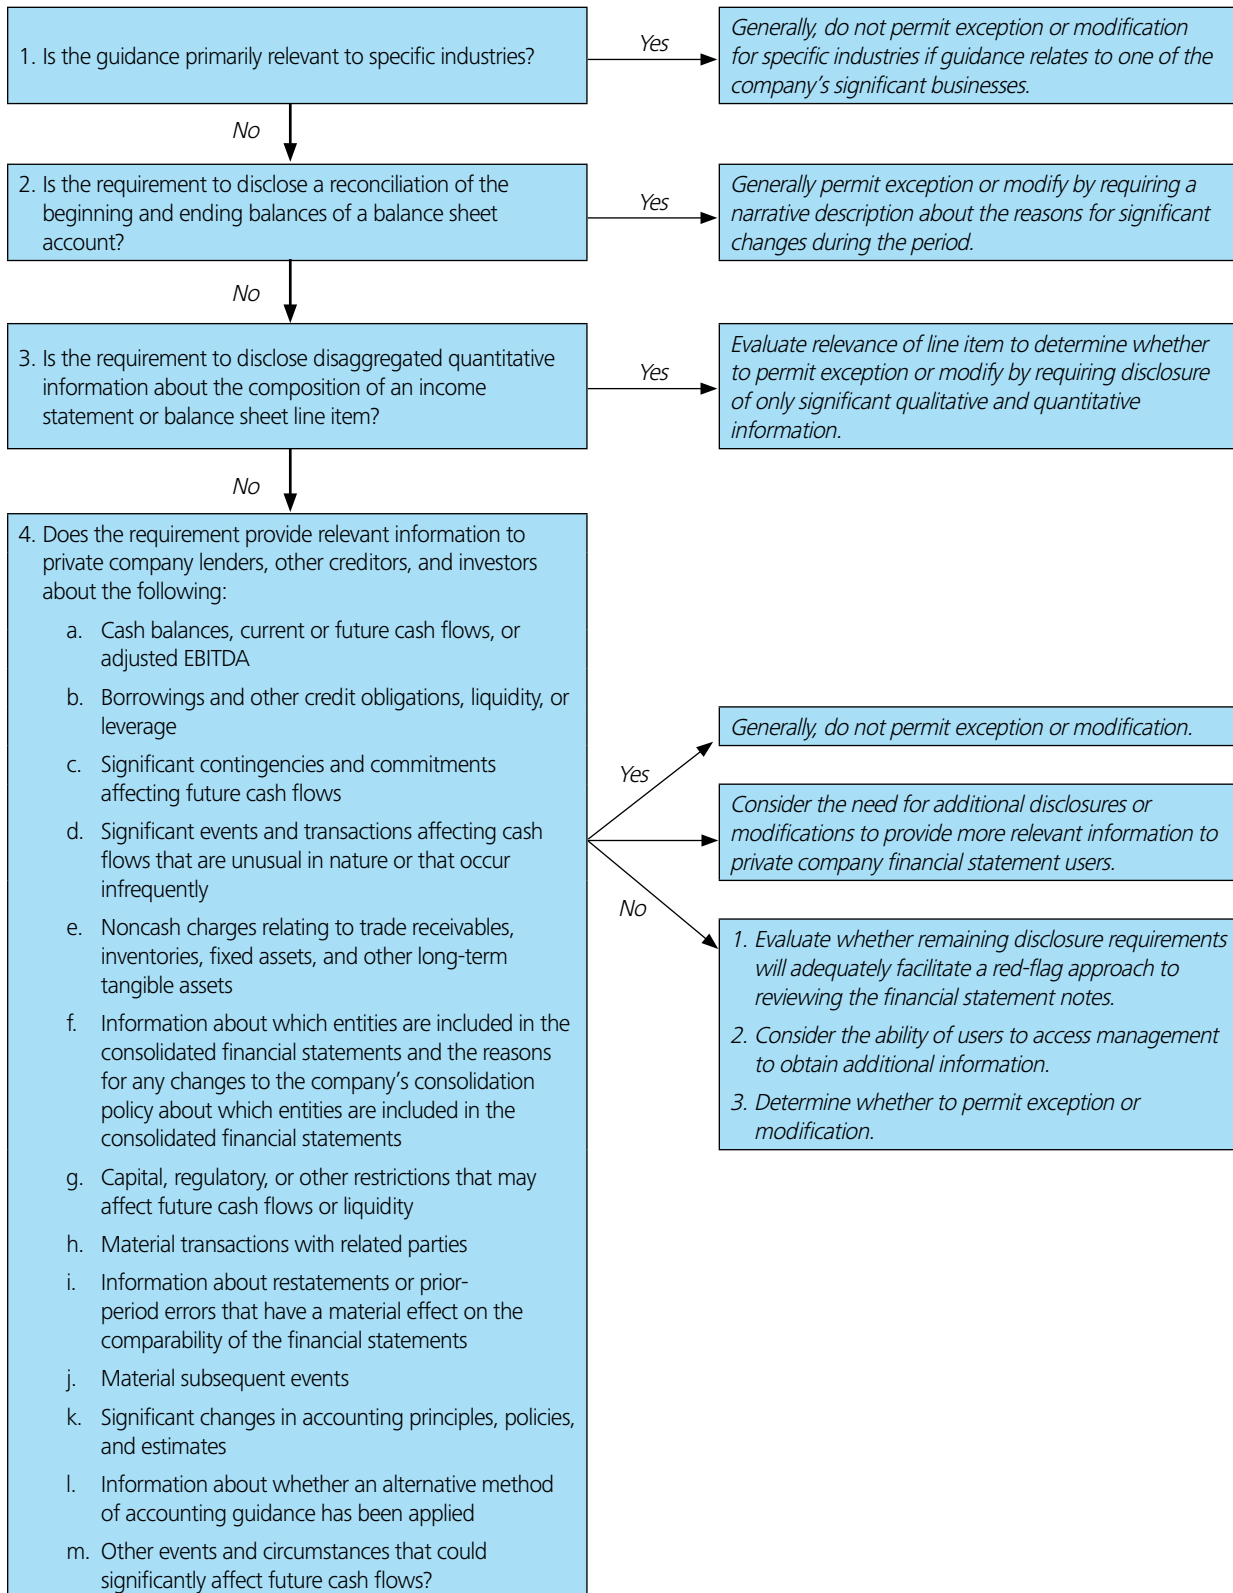 1. Is the guidance primarily relevant to specific industries?
Yes
Generally, do not permit exception or modification
for specific industries if guidance relates to one of the
company’s significant businesses.
No
2. Is the requirement to disclose a reconciliation of the
beginning and ending balances of a balance sheet
account?
Yes
Generally permit exception or modify by requiring a
narrative description about the reasons for significant
changes during the period.
No
3. Is the requirement to disclose disaggregated quantitative
information about the composition of an income
statement or balance sheet line item?
Yes
Evaluate relevance of line item to determine whether
to permit exception or modify by requiring disclosure
of only significant qualitative and quantitative
information.
No
4. Does the requirement provide relevant information to
private company lenders, other creditors, and investors
about the following:
a. Cash balances, current or future cash flows, or
adjusted EBITDA
b. Borrowings and other credit obligations, liquidity, or
leverage
c. Significant contingencies and commitments
affecting future cash flows
d. Significant events and transactions affecting cash
flows that are unusual in nature or that occur
infrequently
e. Noncash charges relating to trade receivables,
inventories, fixed assets, and other long-term
tangible assets
f. Information about which entities are included in the
consolidated financial statements and the reasons
for any changes to the company’s consolidation
policy about which entities are included in the
consolidated financial statements
g. Capital, regulatory, or other restrictions that may
affect future cash flows or liquidity
h. Material transactions with related parties
i. Information about restatements or prior-
period errors that have a material effect on the
comparability of the financial statements
j. Material subsequent events
k. Significant changes in accounting principles, policies,
and estimates
l. Information about whether an alternative method
of accounting guidance has been applied
m. Other events and circumstances that could
significantly affect future cash flows?
Yes
Generally, do not permit exception or modification.
Consider the need for additional disclosures or
modifications to provide more relevant information to
private company financial statement users.
No
1. Evaluate whether remaining disclosure requirements
will adequately facilitate a red-flag approach to
reviewing the financial statement notes.
2. Consider the ability of users to access management
to obtain additional information.
3. Determine whether to permit exception or
modification.